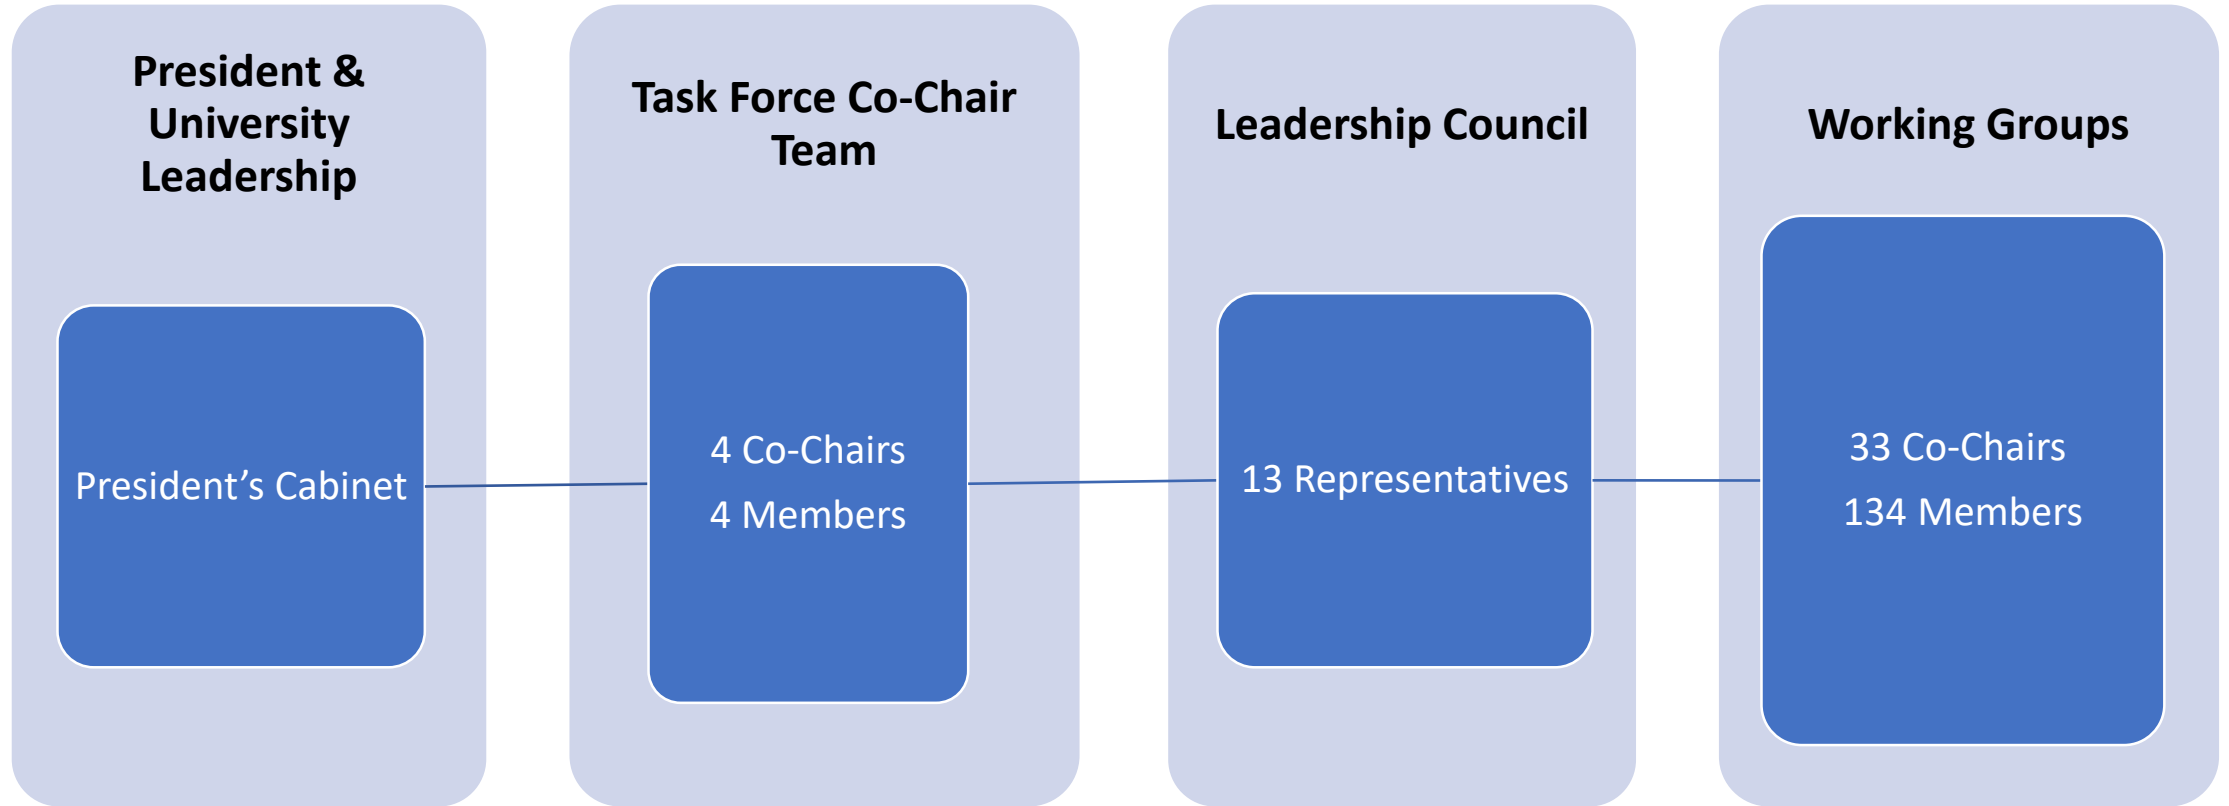 President &
University
Leadership
President’s Cabinet
Task Force Co-Chair
Team
4 Co-Chairs
4 Members
Leadership Council
13 Representatives
Working Groups
33 Co-Chairs
134 Members